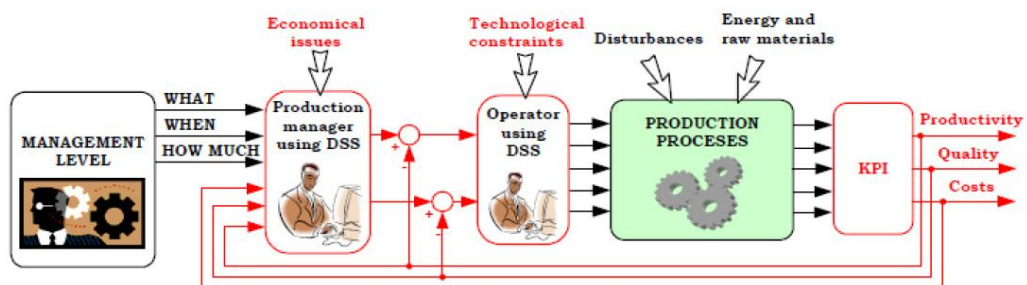 Economical
issues
Technological
constraints
Disturbances
Energy and
raw materials
MANAGEMENT
LEVEL
WHAT
WHEN
HOW MUCH
Production
manager
using DSS
+
-
+
-
Operator
using
DSS
PRODUCTION
PROCESES
KPI
Productivity
Quality
Costs